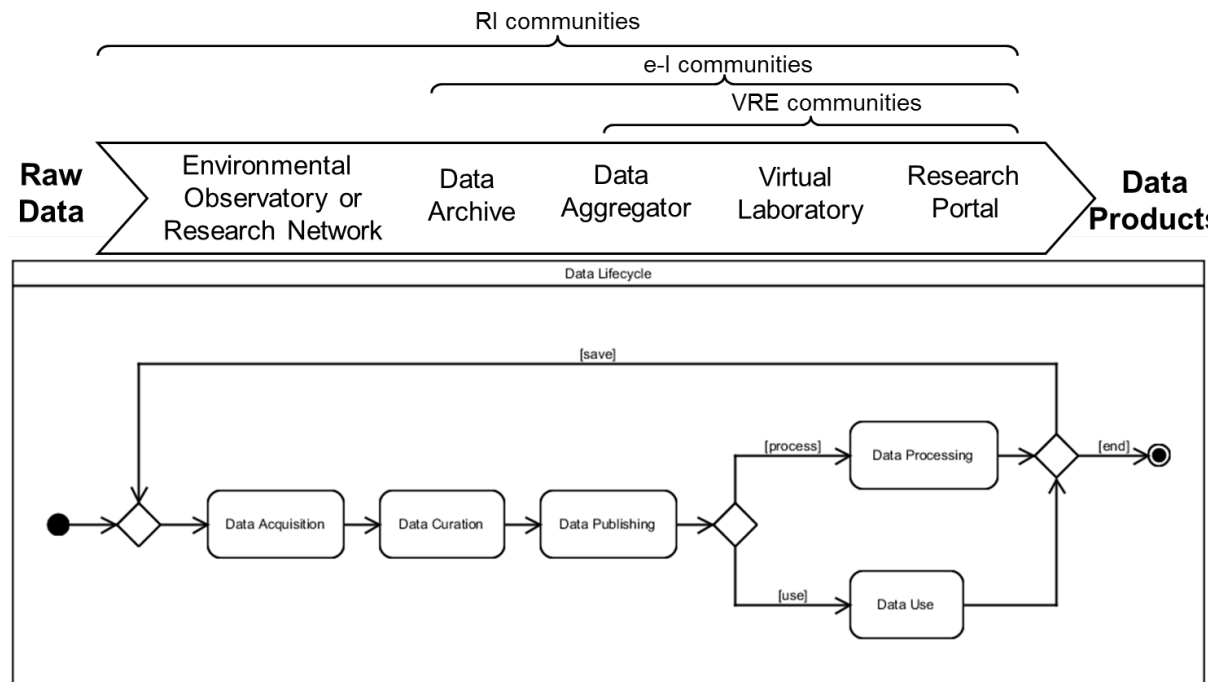 RI communities
e-I communities
VRE communities
Raw
Data
Environmental
Observatory or
Research Network
Data
Archive
Data
Aggregator
Virtual
Laboratory
Research
Portal
Data
Products
Data Lifecycle
[save]
[process]
Data Processing
[end]
Data Acquisition
Data Curation
Data Publishing
[use]
Data Use